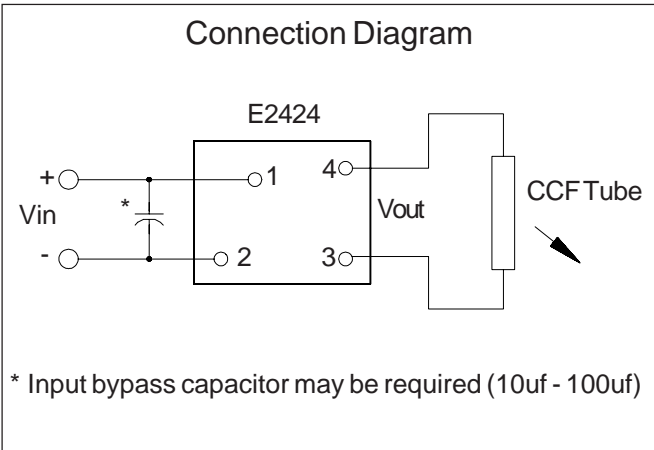 Connection Diagram
E2424
+ 1 4
Vin * Vout CCF Tube
- 2 3
* Input bypass capacitor may be required (10uf - 100uf)